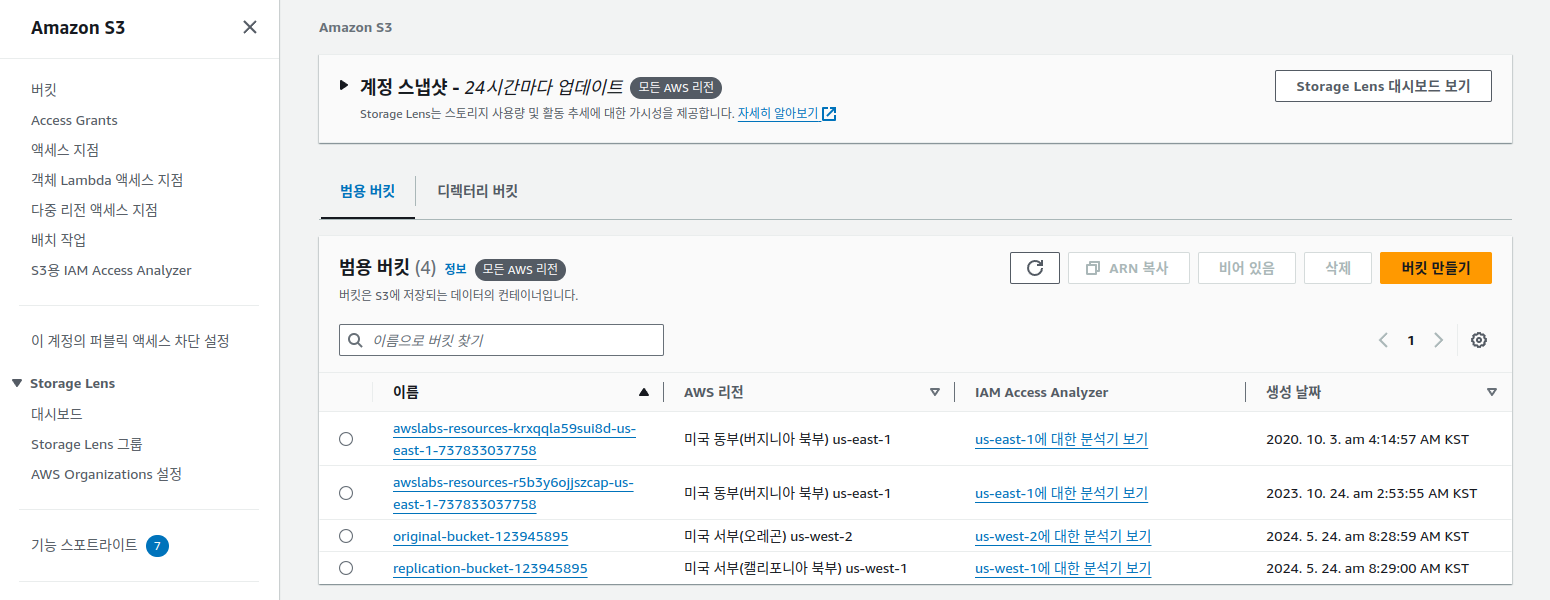 Amazon S3
버킷
Access Grants
액세스 지점
객체 Lambda 액세스 지점
다중 리전 액세스 지점
배치 작업
S3용 IAM Access Analyzer
이 계정의 퍼블릭 액세스 차단 설정
Storage Lens
대시보드
Storage Lens 그룹
AWS Organizations 설정
기능 스포트라이트 7
Amazon S3
계정 스냅샷 - 24시간마다 업데이트 모든 AWS 리전
Storage Lens 대시보드 보기
Storage Lens는 스토리지 사용량 및 활동 추세에 대한 가시성을 제공합니다. 자세히 알아보기
범용 버킷 디렉터리 버킷
범용 버킷 (4) 정보 모든 AWS 리전
ARN 복사 비어 있음 삭제 버킷 만들기
버킷은 S3에 저장되는 데이터의 컨테이너입니다.
이름으로 버킷 찾기
1
이름 AWS 리전 IAM Access Analyzer 생성 날짜
awslabs-resources-krxqqla59sui8d-us-
east-1-737833037758
미국 동부(버지니아 북부) us-east-1
us-east-1에 대한 분석기 보기
2020. 10. 3. am 4:14:57 AM KST
awslabs-resources-r5b3y6ojjszcap-us-
east-1-737833037758
미국 동부(버지니아 북부) us-east-1
us-east-1에 대한 분석기 보기
2023. 10. 24. am 2:53:55 AM KST
original-bucket-123945895
미국 서부(오레곤) us-west-2
us-west-2에 대한 분석기 보기
2024. 5. 24. am 8:28:59 AM KST
replication-bucket-123945895
미국 서부(캘리포니아 북부) us-west-1
us-west-1에 대한 분석기 보기
2024. 5. 24. am 8:29:00 AM KST